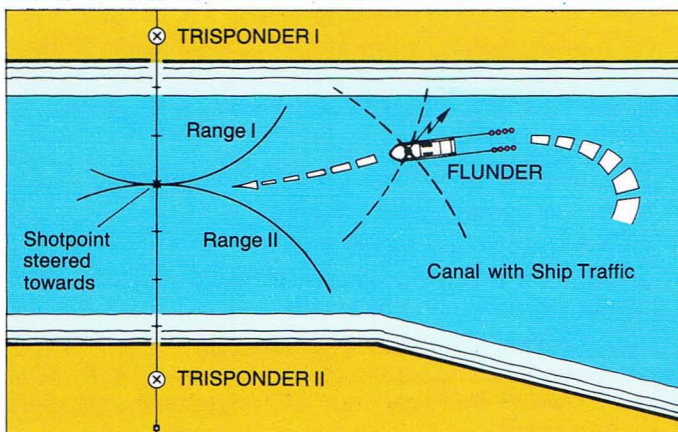 TRISPONDER I
Range I
FLUNDER
Shotpoint
steered
towards
Range II
Canal with Ship Traffic
TRISPONDER II